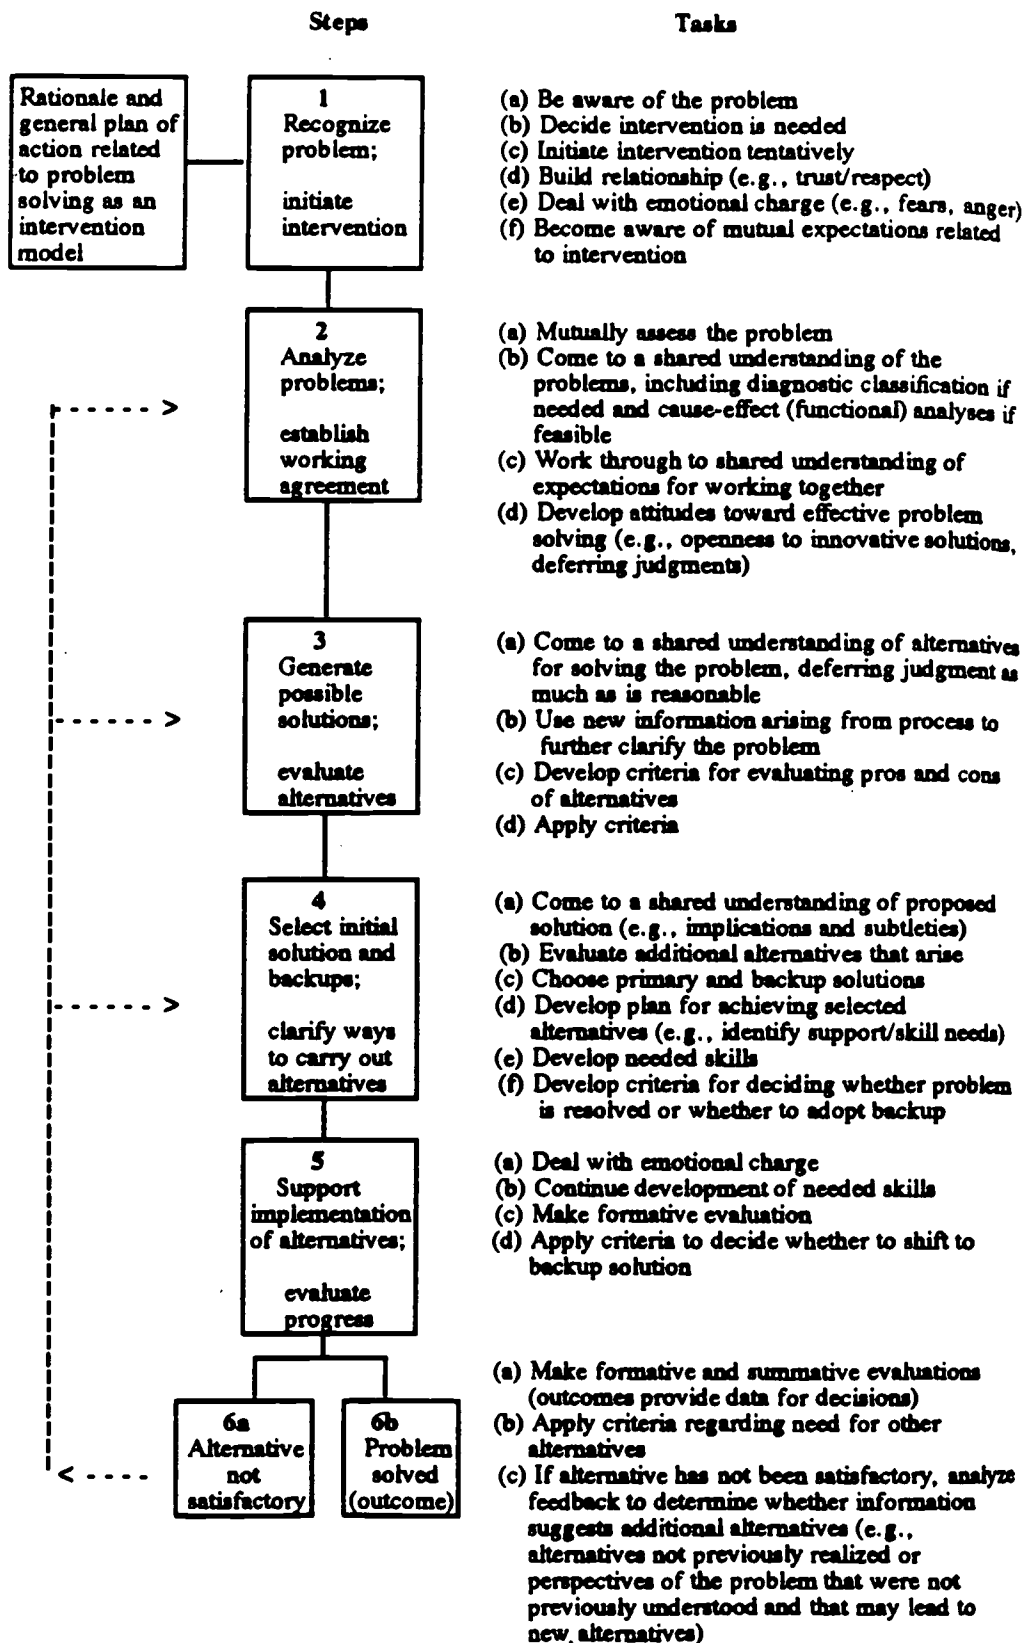 Steps
Tasks
Rationale and
general plan of
action related
to problem
solving as an
intervention
model
1
Recognize
problem;
initiate
intervention
(a) Be aware of the problem
(b) Decide intervention is needed
(c) Initiate intervention tentatively
(d) Build relationship (e.g., trust/respect)
(e) Deal with emotional charge (e.g., fears, anger)
(f) Become aware of mutual expectations related
to intervention
2
Analyze
problems;
establish
working
agreement
(a) Mutually assess the problem
(b) Come to a shared understanding of the
problems, including diagnostic classification if
needed and cause-effect (functional) analyses if
feasible
(c) Work through to shared understanding of
expectations for working together
(d) Develop attitudes toward effective problem
solving (e.g., openness to innovative solutions,
deferring judgments)
3
Generate
possible
solutions;
evaluate
alternatives
(a) Come to a shared understanding of alternatives
for solving the problem, deferring judgment as
much as is reasonable
(b) Use new information arising from process to
further clarify the problem
(c) Develop criteria for evaluating pros and cons
of alternatives
(d) Apply criteria
4
Select initial
solution and
backups;
clarify ways
to carry out
alternatives
(a) Come to a shared understanding of proposed
solution (e.g., implications and subtleties)
(b) Evaluate additional alternatives that arise
(c) Choose primary and backup solutions
(d) Develop plan for achieving selected
alternatives (e.g., identify support/skill needs)
(e) Develop needed skills
(f) Develop criteria for deciding whether problem
is resolved or whether to adopt backup
5
Support
implementation
of alternatives;
evaluate
progress
(a) Deal with emotional charge
(b) Continue development of needed skills
(c) Make formative evaluation
(d) Apply criteria to decide whether to shift to
backup solution
6a
Alternative
not
satisfactory
6b
Problem
solved
(outcome)
(a) Make formative and summative evaluations
(outcomes provide data for decisions)
(b) Apply criteria regarding need for other
alternatives
(c) If alternative has not been satisfactory, analyze
feedback to determine whether information
suggests additional alternatives (e.g.,
alternatives not previously realized or
perspectives of the problem that were not
previously understood and that may lead to
new, alternatives)